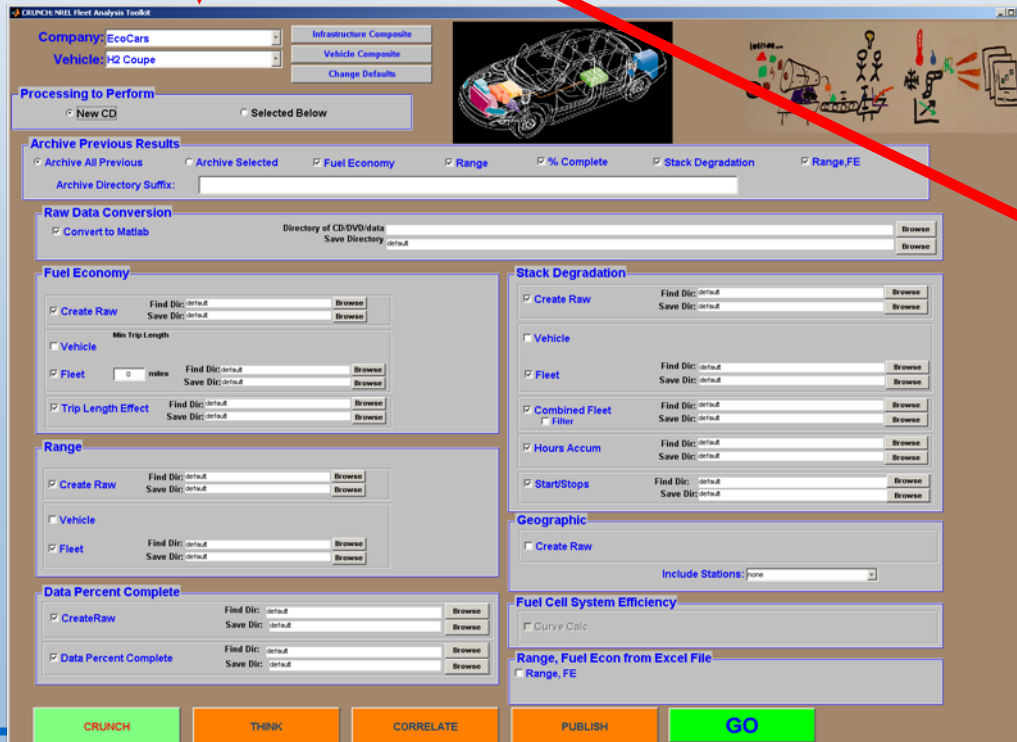 CRUNCH: NREL Fleet Analysis Toolkit
Company: EcoCars
Vehicle: H2 Coupe
Infrastructure Composite
Vehicle Composite
Change Defaults
Processing to Perform
New CD Selected Below
Archive Previous Results
Archive All Previous Archive Selected Fuel Economy Range % Complete Stack Degradation Range,FE
Archive Directory Suffix:
Raw Data Conversion
Convert to Matlab Directory of CD/DVD/data Browse
Save Directory default Browse
Fuel Economy
Create Raw Find Dir: default Browse
Save Dir: default Browse
Min Trip Length
Vehicle
Fleet 0 miles Find Dir: default Browse
Save Dir: default Browse
Trip Length Effect Find Dir: default Browse
Save Dir: default Browse
Range
Create Raw Find Dir: default Browse
Save Dir: default Browse
Vehicle
Fleet Find Dir: default Browse
Save Dir: default Browse
Data Percent Complete
CreateRaw Find Dir: default Browse
Save Dir: default Browse
Data Percent Complete Find Dir: default Browse
Save Dir: default Browse
Stack Degradation
Create Raw Find Dir: default Browse
Save Dir: default Browse
Vehicle
Fleet Find Dir: default Browse
Save Dir: default Browse
Combined Fleet Find Dir: default Browse
Filter Save Dir: default Browse
Hours Accum Find Dir: default Browse
Save Dir: default Browse
Start/Stops Find Dir: default Browse
Save Dir: default Browse
Geographic
Create Raw
Include Stations: none
Fuel Cell System Efficiency
Curve Calc
Range, Fuel Econ from Excel File
Range, FE
CRUNCH THINK CORRELATE PUBLISH GO